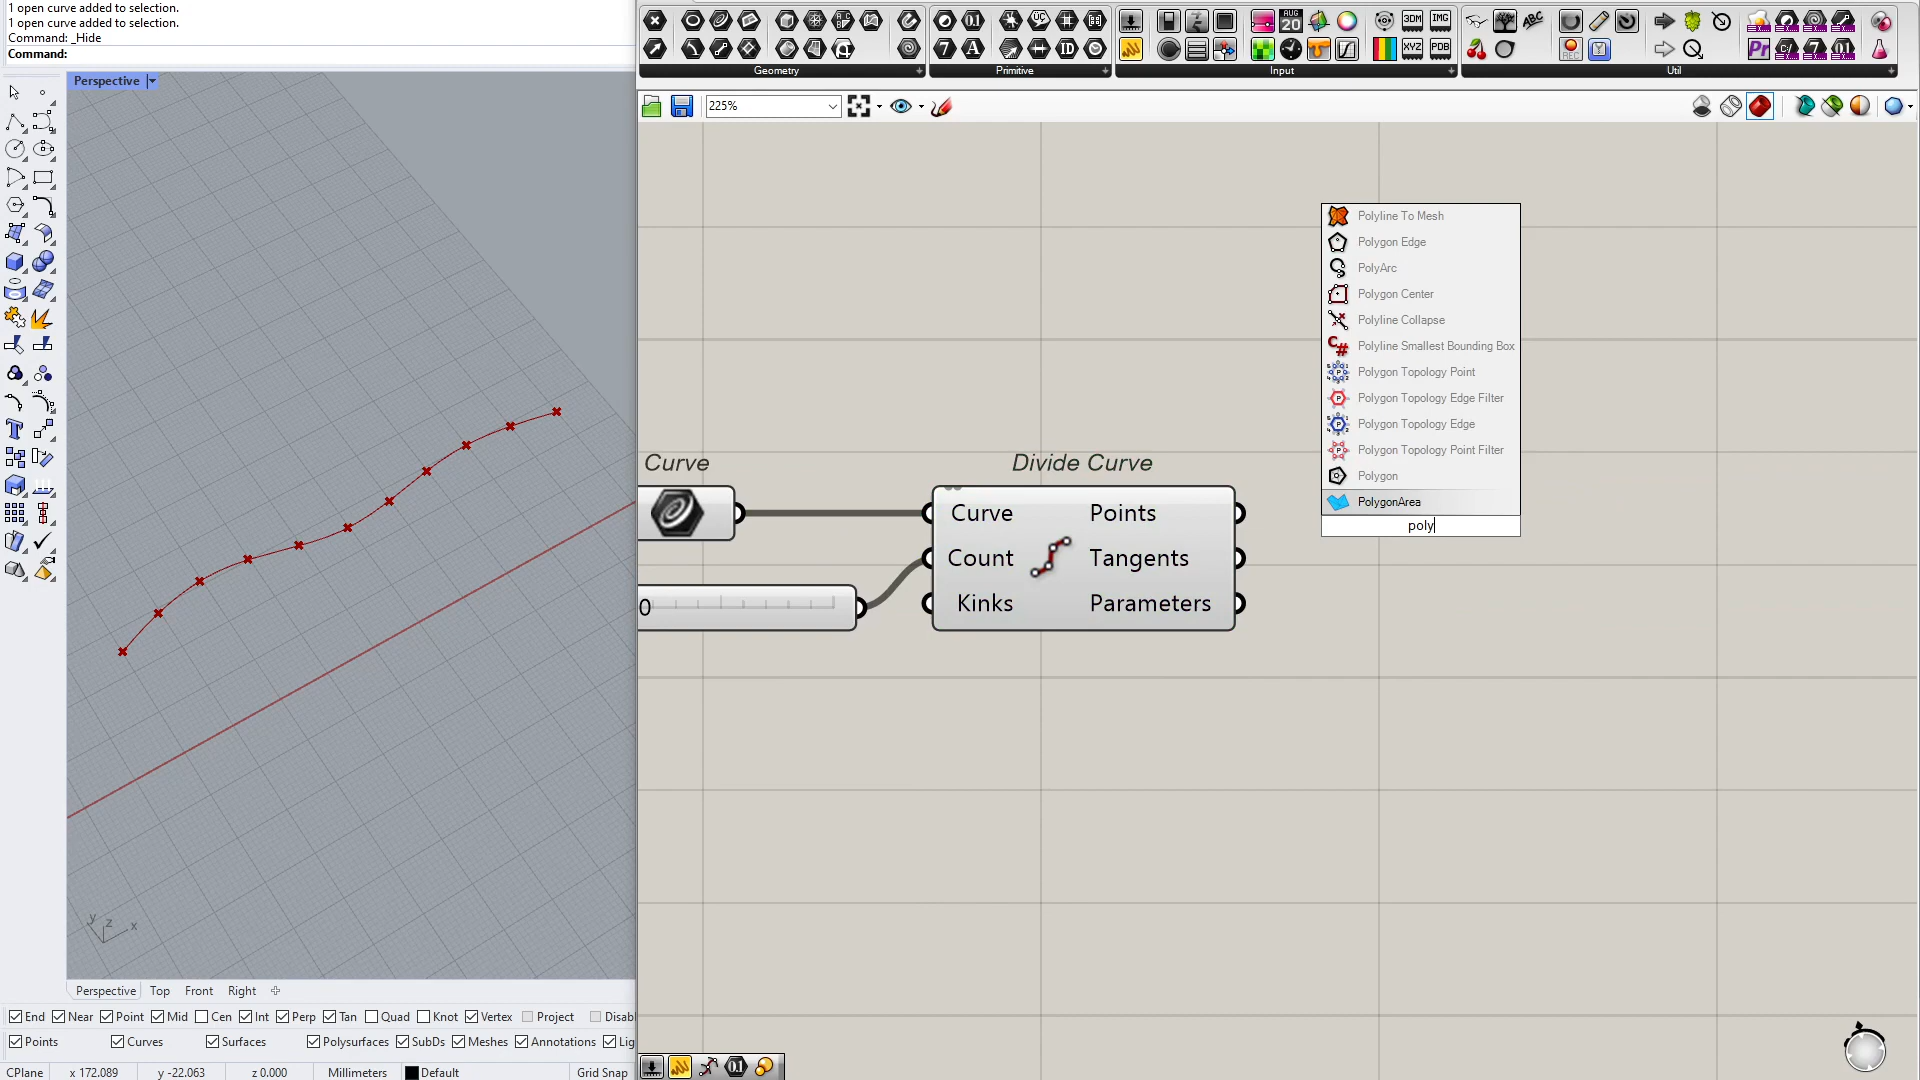 1 open curve added to selection.
1 open curve added to selection.
Command: _Hide
Command:
Perspective
Geometry
Primitive
Input
Util
225%
Polyline To Mesh
Polygon Edge
PolyArc
Polygon Center
Polyline Collapse
Polyline Smallest Bounding Box
Polygon Topology Point
Polygon Topology Edge Filter
Polygon Topology Edge
Polygon Topology Point Filter
Polygon
PolygonArea
poly
Curve
Divide Curve
Curve
Points
Count
Tangents
Kinks
Parameters
0
y z x
Perspective Top Front Right
End Near Point Mid Cen Int Perp Tan Quad Knot Vertex Project Disabl
Points Curves Surfaces Polysurfaces SubDs Meshes Annotations Lig
CPlane x 172.089 y -22.063 z 0.000 Millimeters Default Grid Snap